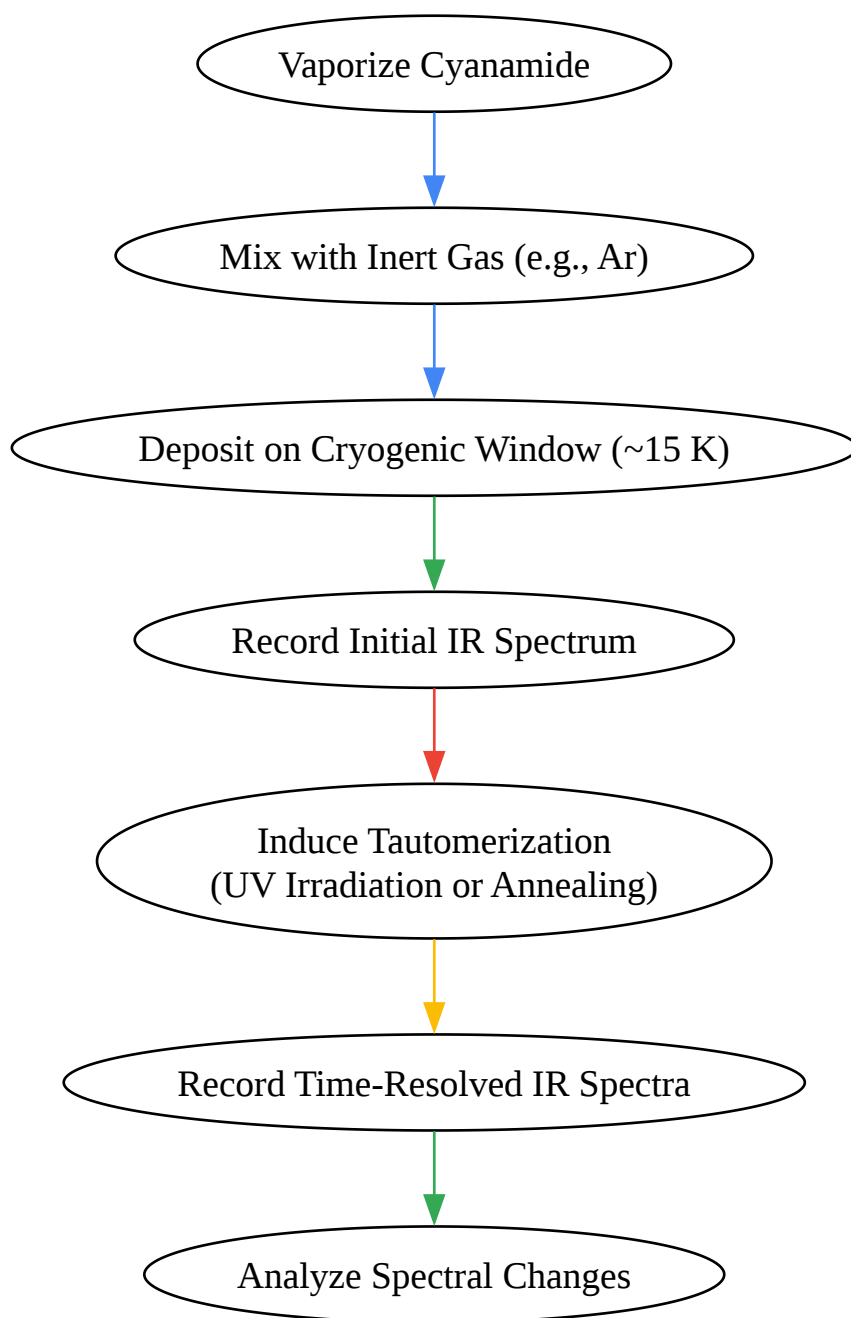 Vaporize Cyanamide
Mix with Inert Gas (e.g., Ar)
Deposit on Cryogenic Window (~15 K)
Record Initial IR Spectrum
Induce Tautomerization
(UV Irradiation or Annealing)
Record Time-Resolved IR Spectra
Analyze Spectral Changes